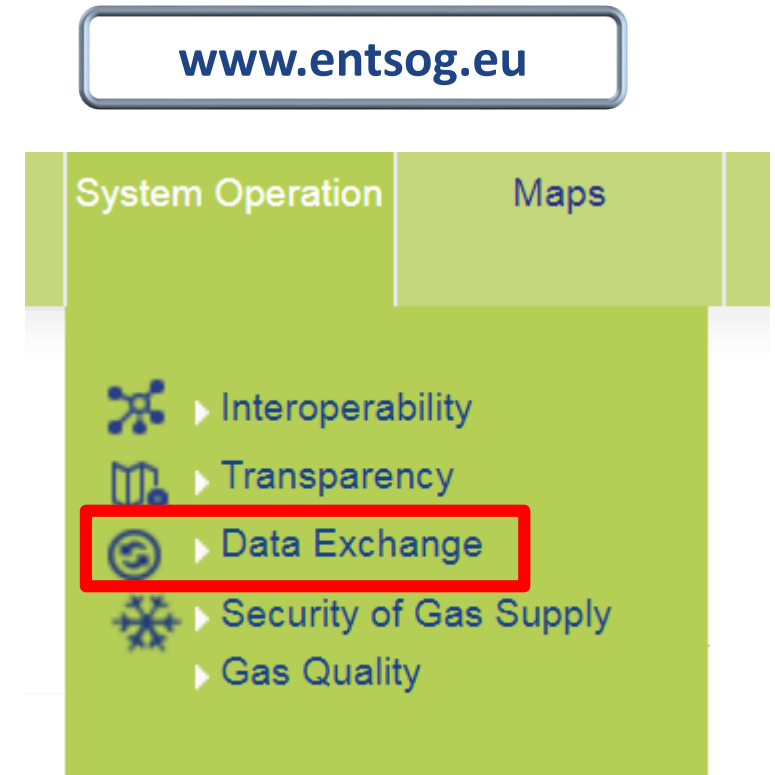 www.entsog.eu
System Operation
Maps
Interoperability
Transparency
Data Exchange
Security of Gas Supply
Gas Quality